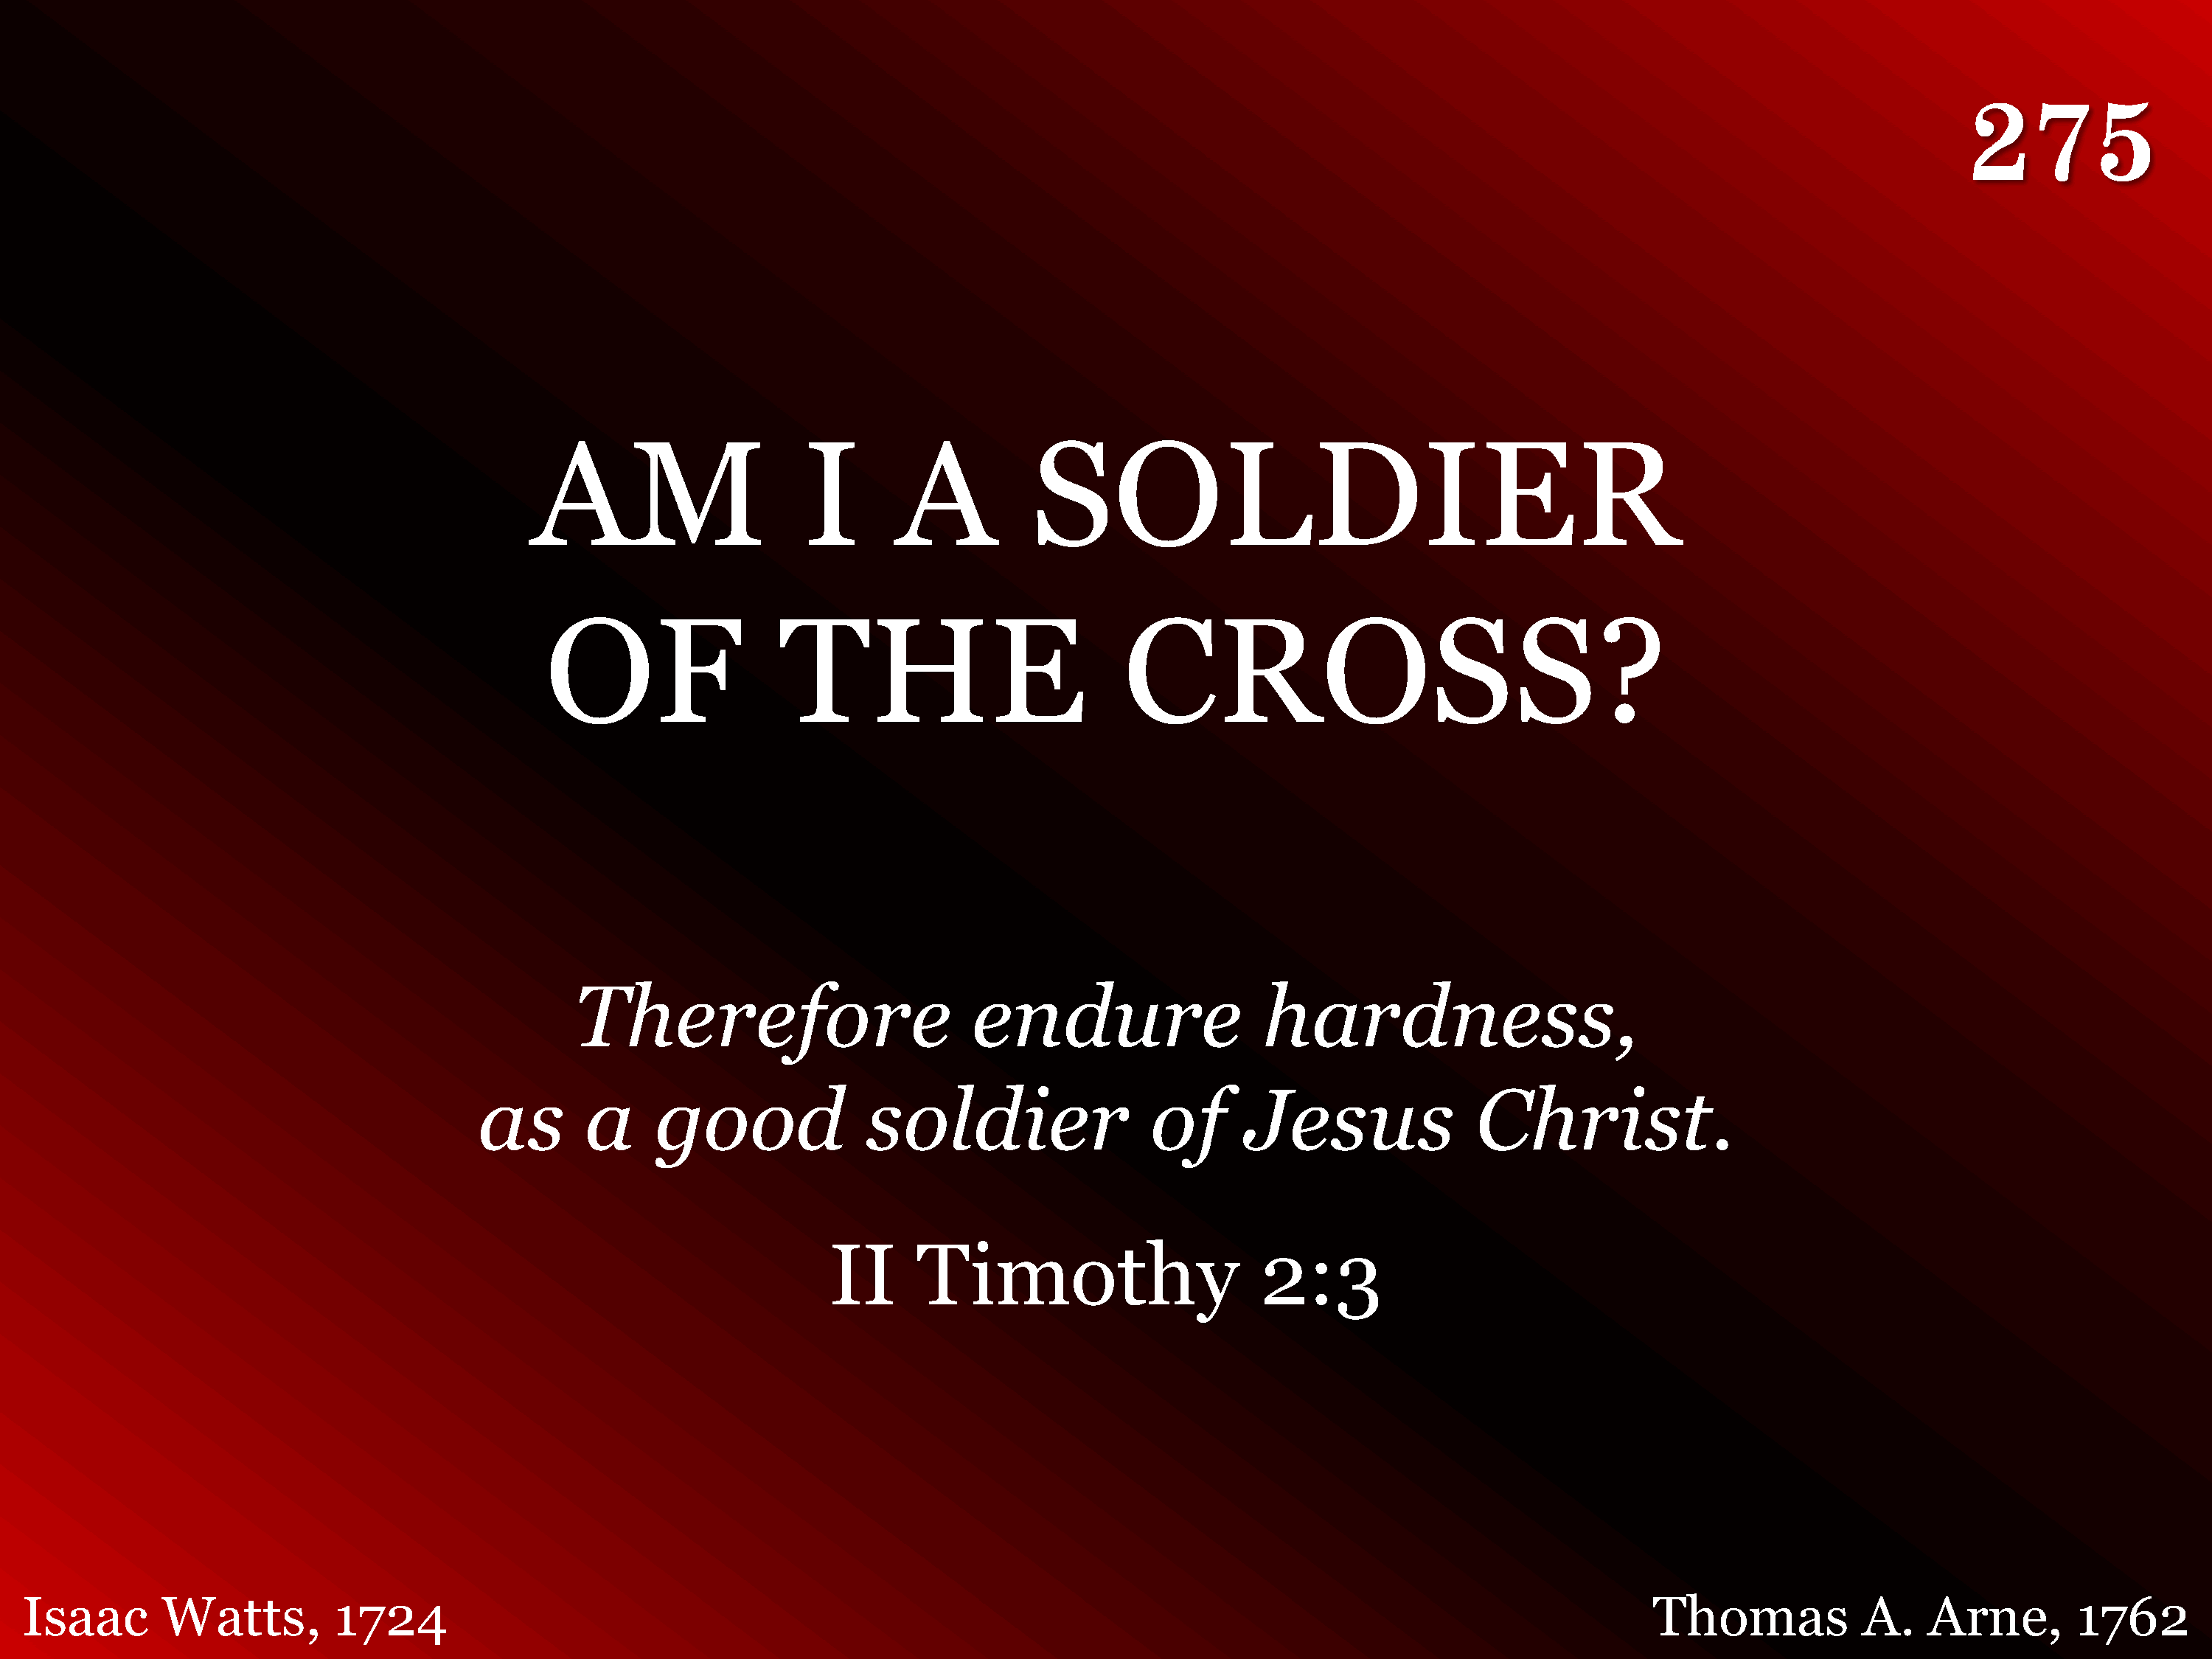 275
AM I A SOLDIER
OF THE CROSS?
Therefore endure hardness,
as a good soldier of Jesus Christ.
II Timothy 2:3
Isaac Watts, 1724
Thomas A. Arne, 1762